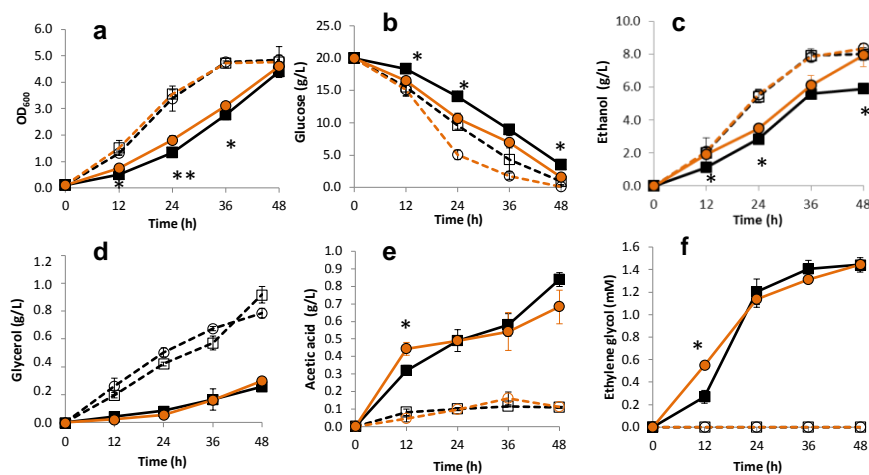 a
OD600
6.0
5.0
4.0
3.0
2.0
1.0
0.0
*
**
*
0 12 24 36 48
Time (h)
b
Glucose (g/L)
25.0
20.0
15.0
10.0
5.0
0.0
*
*
*
0 12 24 36 48
Time (h)
c
Ethanol (g/L)
10.0
8.0
6.0
4.0
2.0
0.0
*
*
*
0 12 24 36 48
Time (h)
d
Glycerol (g/L)
1.2
1.0
0.8
0.6
0.4
0.2
0.0
0 12 24 36 48
Time (h)
e
Acetic acid (g/L)
1.0
0.9
0.8
0.7
0.6
0.5
0.4
0.3
0.2
0.1
0.0
*
0 12 24 36 48
Time (h)
f
Ethylene glycol (mM)
1.6
1.4
1.2
1.0
0.8
0.6
0.4
0.2
0.0
*
0 12 24 36 48
Time (h)